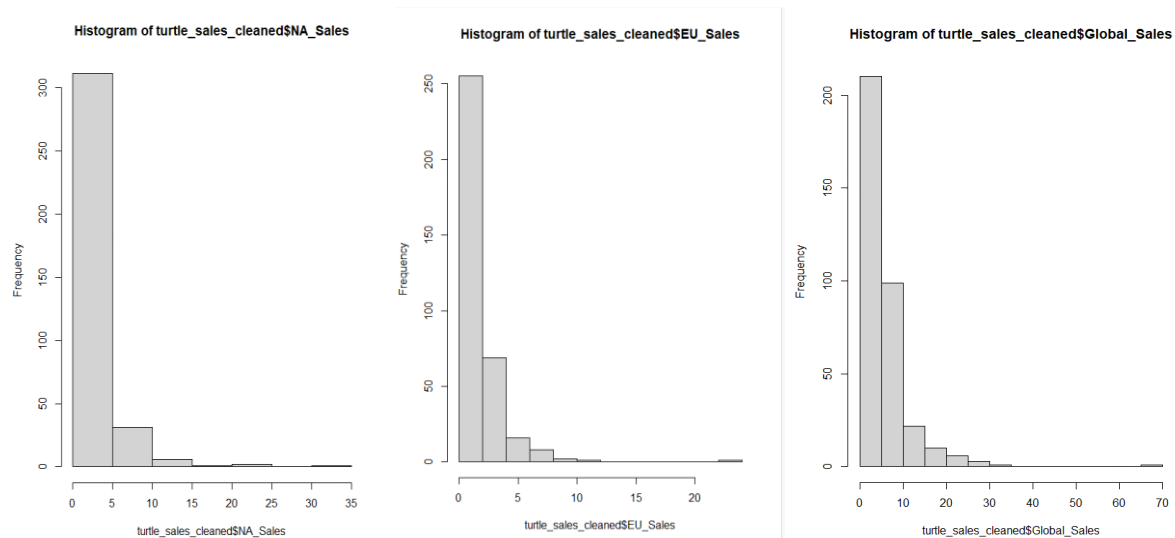 Histogram of turtle_sales_cleaned$NA_Sales
Frequency
300
250
200
150
100
50
0
0 5 10 15 20 25 30 35
turtle_sales_cleaned$NA_Sales
Histogram of turtle_sales_cleaned$EU_Sales
Frequency
250
200
150
100
50
0
0 5 10 15 20
turtle_sales_cleaned$EU_Sales
Histogram of turtle_sales_cleaned$Global_Sales
Frequency
200
150
100
50
0
0 10 20 30 40 50 60 70
turtle_sales_cleaned$Global_Sales